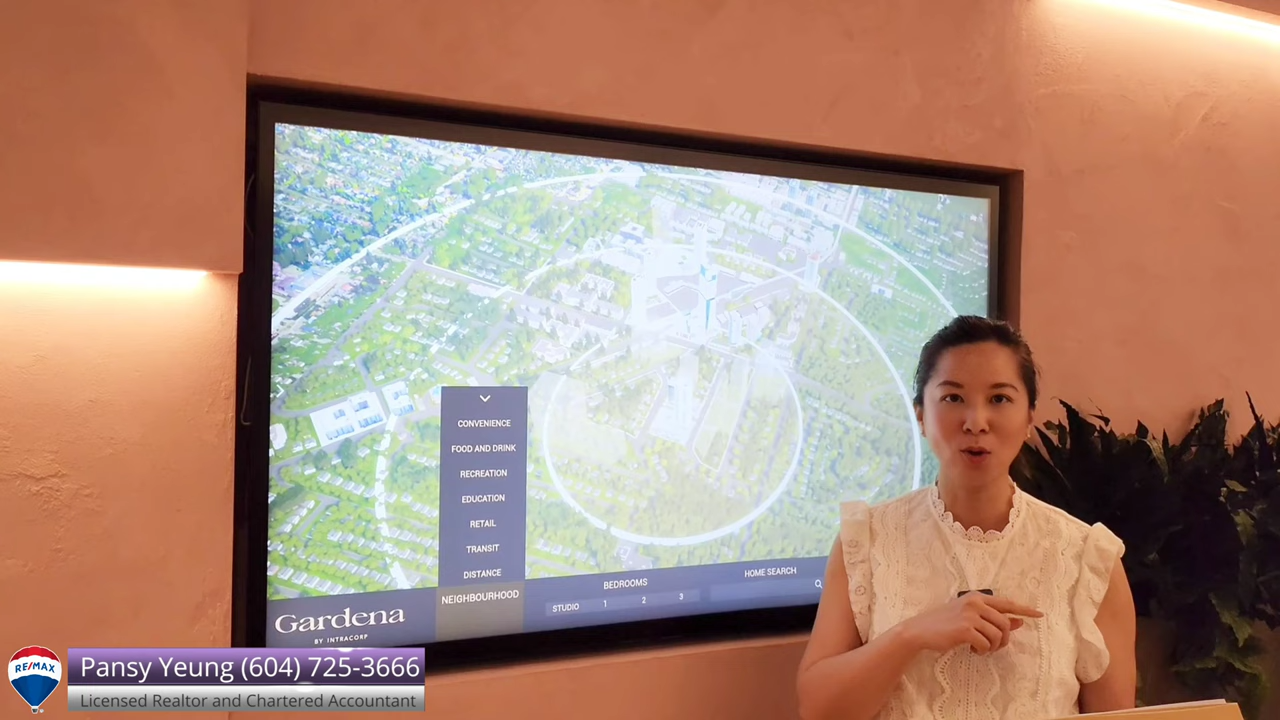 CONVENIENCE
FOOD AND DRINK
RECREATION
EDUCATION
RETAIL
TRANSIT
DISTANCE
NEIGHBOURHOOD
BEDROOMS
STUDIO 1 2 3
HOME SEARCH
Gardena
BY INTRACORP
RE/MAX
Pansy Yeung (604) 725-3666
Licensed Realtor and Chartered Accountant